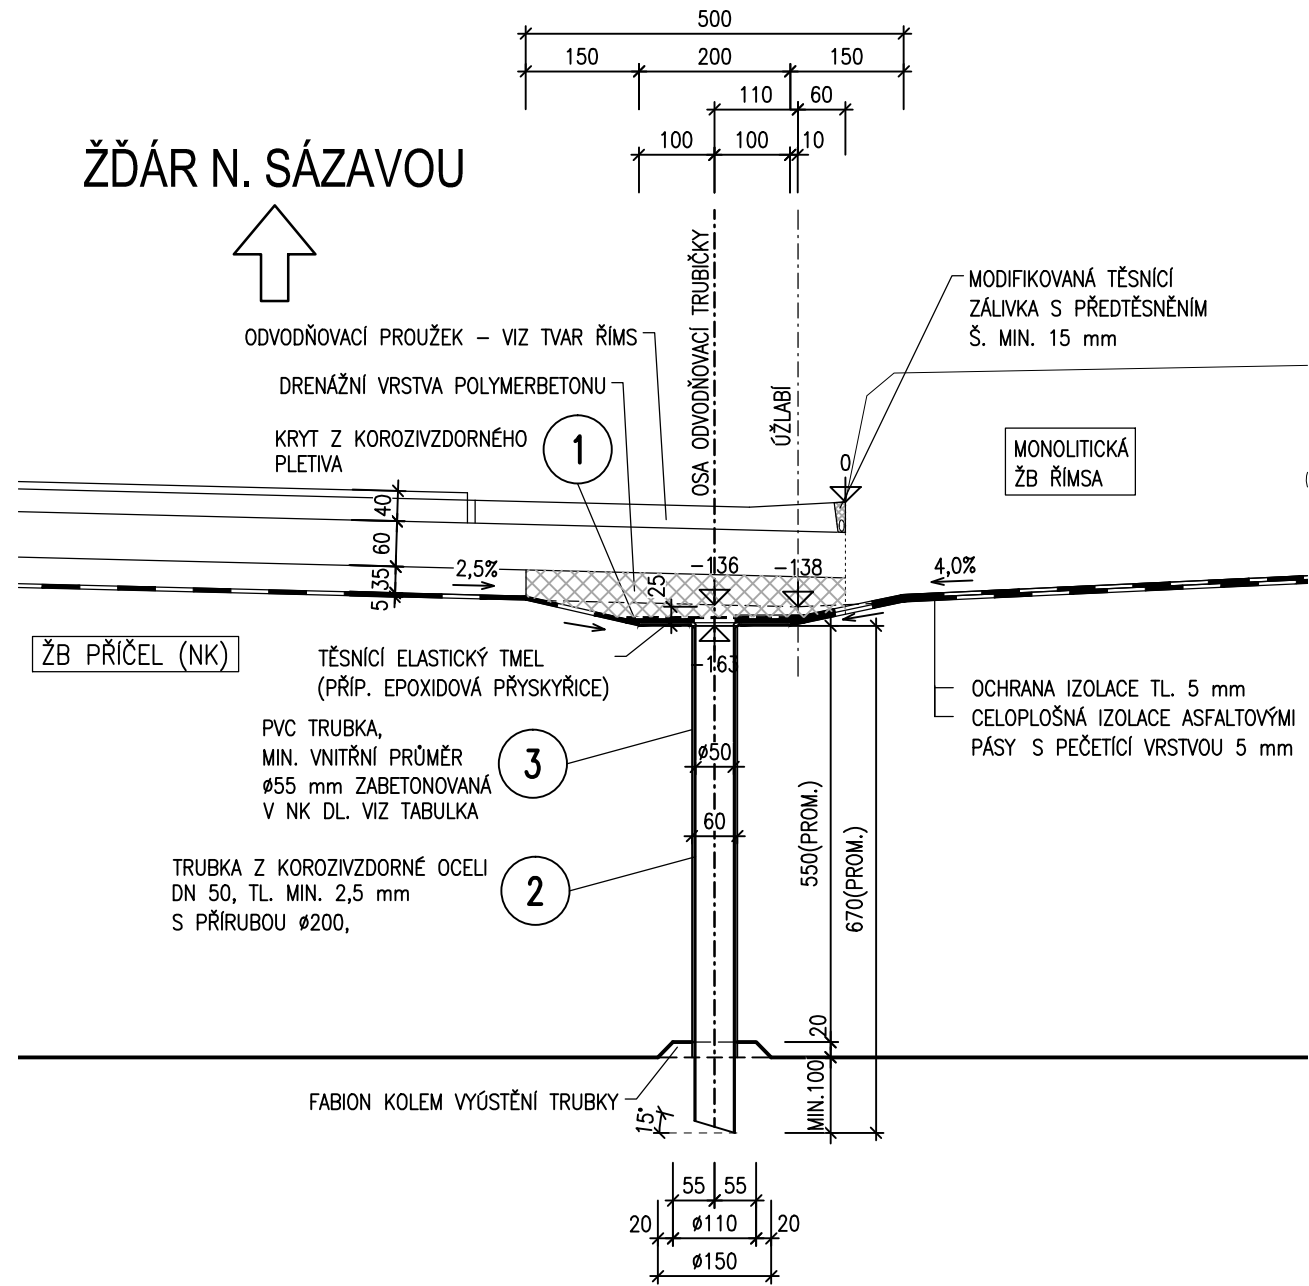 500
150 200 150
110 60
100 100 10
ŽĎÁR N. SÁZAVOU
OSA ODVODŇOVACÍ TRUBIČKY
ÚŽLABÍ
MODIFIKOVANÁ TĚSNÍCÍ
ZÁLIVKA S PŘEDTĚSNĚNÍM
Š. MIN. 15 mm
ODVODŇOVACÍ PROUŽEK – VIZ TVAR ŘÍMS
DRENÁŽNÍ VRSTVA POLYMERBETONU
KRYT Z KOROZIVZDORNÉHO
PLETIVA
1
MONOLITICKÁ
ŽB ŘÍMSA
0
40
60
35
5
2,5%
25
–136
–138
4,0%
–163
ŽB PŘÍČEL (NK)
TĚSNÍCÍ ELASTICKÝ TMEL
(PŘÍP. EPOXIDOVÁ PŘYSKYŘICE)
OCHRANA IZOLACE TL. 5 mm
CELOPLOŠNÁ IZOLACE ASFALTOVÝMI
PÁSY S PEČETÍCÍ VRSTVOU 5 mm
PVC TRUBKA,
MIN. VNITŘNÍ PRŮMĚR
ø55 mm ZABETONOVANÁ
V NK DL. VIZ TABULKA
3
ø50
60
550(PROM.)
670(PROM.)
TRUBKA Z KOROZIVZDORNÉ OCELI
DN 50, TL. MIN. 2,5 mm
S PŘÍRUBOU ø200,
2
20
MIN.100
FABION KOLEM VYÚSTĚNÍ TRUBKY
15°
55 55
20 ø110 20
ø150